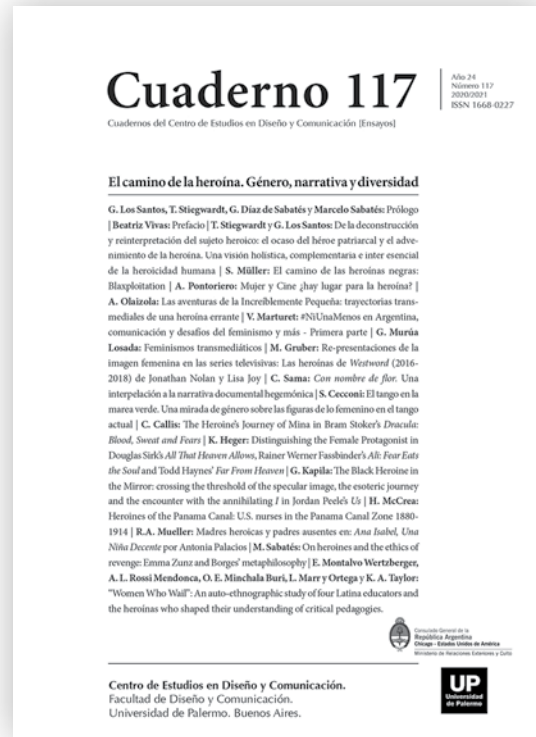 Cuaderno 117
Año 24
Número 117
2020/2021
ISSN 1668-0227
Cuadernos del Centro de Estudios en Diseño y Comunicación [Ensayos]
El camino de la heroína. Género, narrativa y diversidad
G. Los Santos, T. Stiegwardt, G. Díaz de Sabatés y Marcelo Sabatés: Prólogo
| Beatriz Vivas: Prefacio | T. Stiegwardt y G. Los Santos: De la deconstrucción
y reinterpretación del sujeto heroico: el ocaso del héroe patriarcal y el adve-
nimiento de la heroína. Una visión holística, complementaria e inter esencial
de la heroicidad humana | S. Müller: El camino de las heroínas negras:
Blaxploitation | A. Pontoriero: Mujer y Cine ¿hay lugar para la heroína? |
A. Olaizola: Las aventuras de la Increíblemente Pequeña: trayectorias trans-
mediales de una heroína errante | V. Marturet: #NiUnaMenos en Argentina,
comunicación y desafíos del feminismo y más - Primera parte | G. Murúa
Losada: Feminismos transmediáticos | M. Gruber: Re-presentaciones de la
imagen femenina en las series televisivas: Las heroínas de Westword (2016-
2018) de Jonathan Nolan y Lisa Joy | C. Sama: Con nombre de flor. Una
interpelación a la narrativa documental hegemónica | S. Cecconi: El tango en la
marea verde. Una mirada de género sobre las figuras de lo femenino en el tango
actual | C. Callis: The Heroine's Journey of Mina in Bram Stoker's Dracula:
Blood, Sweat and Fears | K. Heger: Distinguishing the Female Protagonist in
Douglas Sirk's All That Heaven Allows, Rainer Werner Fassbinder's Ali: Fear Eats
the Soul and Todd Haynes' Far From Heaven | G. Kapila: The Black Heroine in
the Mirror: crossing the threshold of the specular image, the esoteric journey
and the encounter with the annihilating I in Jordan Peele's Us | H. McCrea:
Heroines of the Panama Canal: U.S. nurses in the Panama Canal Zone 1880-
1914 | R.A. Mueller: Madres heroicas y padres ausentes en: Ana Isabel, Una
Niña Decente por Antonia Palacios | M. Sabatés: On heroines and the ethics of
revenge: Emma Zunz and Borges' metaphilosophy | E. Montalvo Wertzberger,
A. L. Rossi Mendonca, O. E. Minchala Buri, L. Marr y Ortega y K. A. Taylor:
"Women Who Wail": An auto-ethnographic study of four Latina educators and
the heroínas who shaped their understanding of critical pedagogies.
Consulado General de la
República Argentina
Chicago - Estados Unidos de América
Ministerio de Relaciones Exteriores y Culto
Centro de Estudios en Diseño y Comunicación.
Facultad de Diseño y Comunicación.
Universidad de Palermo. Buenos Aires.
UP
Universidad
de Palermo